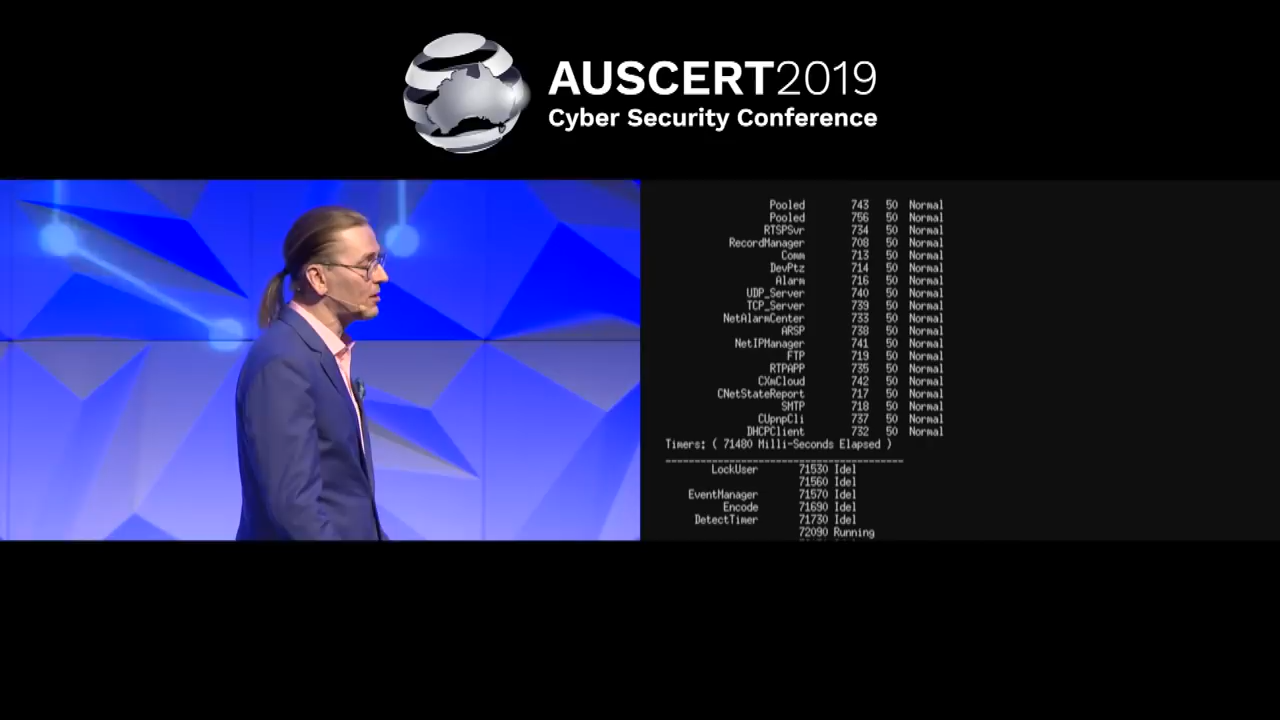 AUSCERT2019
Cyber Security Conference
Pooled 743 50 Normal
Pooled 756 50 Normal
RTSPSvr 734 50 Normal
RecordManager 708 50 Normal
Comm 713 50 Normal
DevPtz 714 50 Normal
Alarm 716 50 Normal
UDP_Server 740 50 Normal
TCP_Server 739 50 Normal
NetAlarmCenter 733 50 Normal
ARSP 738 50 Normal
NetIPManager 741 50 Normal
FTP 719 50 Normal
RTPAPP 735 50 Normal
CXmCloud 742 50 Normal
CNetStateReport 717 50 Normal
SMTP 718 50 Normal
CUpnpCli 737 50 Normal
DHCPClient 732 50 Normal
Timers: ( 71480 Milli-Seconds Elapsed )
LockUser 71530 Idel
71560 Idel
EventManager 71570 Idel
Encode 71690 Idel
DetectTimer 71730 Idel
72090 Running